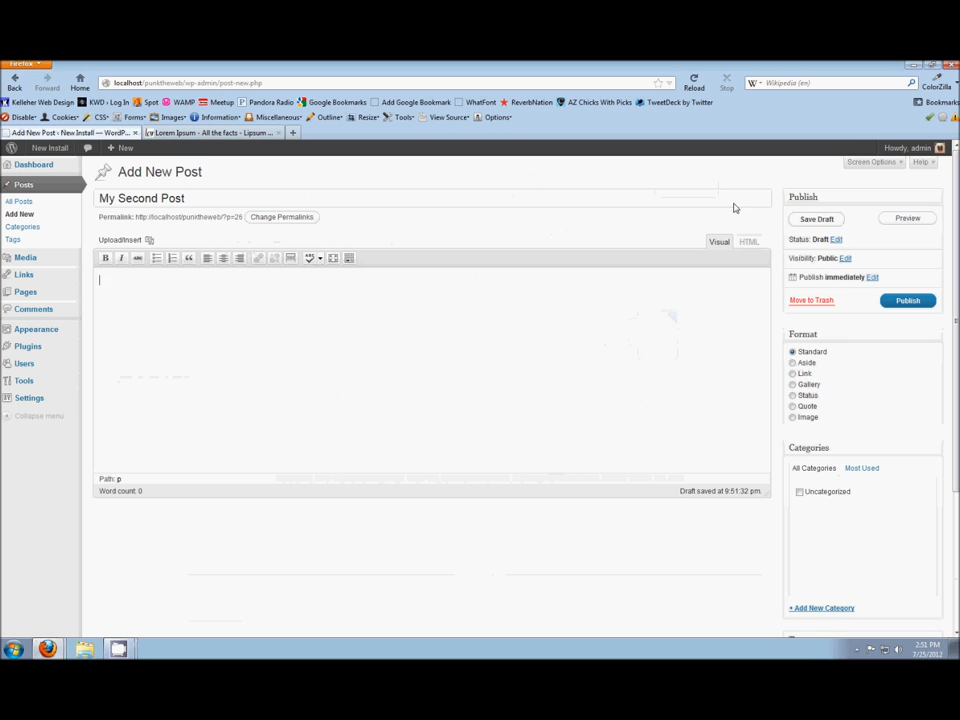 Firefox
Back Forward Home localhost/punktheweb/wp-admin/post-new.php Reload Stop Wikipedia (en) ColorZilla
Kelleher Web Design KWD › Log In Spot WAMP Meetup Pandora Radio Google Bookmarks Add Google Bookmark WhatFont ReverbNation AZ Chicks With Picks TweetDeck by Twitter Bookmarks
Disable Cookies CSS Forms Images Information Miscellaneous Outline Resize Tools View Source Options
Add New Post ‹ New Install — WordP... Lorem Ipsum - All the facts - Lipsum ...
New Install New Howdy, admin
Dashboard
Posts
All Posts
Add New
Categories
Tags
Media
Links
Pages
Comments
Appearance
Plugins
Users
Tools
Settings
Collapse menu
Screen Options Help
Add New Post
My Second Post
Permalink: http://localhost/punktheweb/?p=26 Change Permalinks
Upload/Insert Visual HTML
B I ABC ABC
Path: p
Word count: 0 Draft saved at 9:51:32 pm.
Publish
Save Draft Preview
Status: Draft Edit
Visibility: Public Edit
Publish immediately Edit
Move to Trash Publish
Format
Standard
Aside
Link
Gallery
Status
Quote
Image
Categories
All Categories Most Used
Uncategorized
+ Add New Category
2:51 PM
7/25/2012